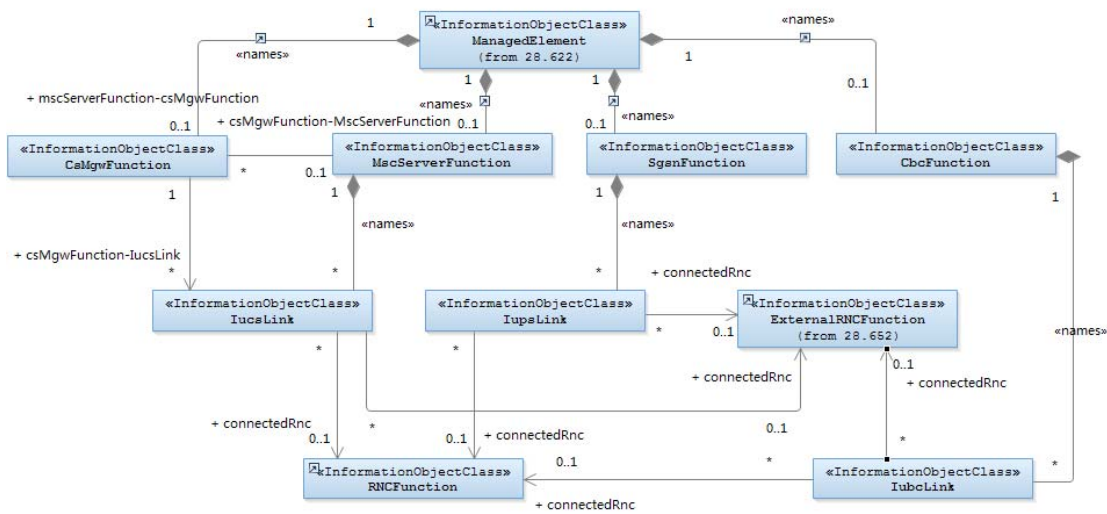 1
«names»
«InformationObjectClass»
ManagedElement
(from 28.622)
«names»
1
1
«names»
1
«names»
0..1
+ mscServerFunction-csMgwFunction
0..1
+ csMgwFunction-MscServerFunction
0..1
0..1
«InformationObjectClass»
CsMgwFunction
«InformationObjectClass»
MscServerFunction
«InformationObjectClass»
SgsnFunction
«InformationObjectClass»
CbcFunction
*
0..1
1
1
1
1
«names»
«names»
+ csMgwFunction-IucsLink
*
*
*
+ connectedRnc
«InformationObjectClass»
IucsLink
«InformationObjectClass»
IupsLink
«InformationObjectClass»
ExternalRNCFunction
(from 28.652)
*
0..1
«names»
*
*
0..1
+ connectedRnc
+ connectedRnc
+ connectedRnc
0..1
*
0..1
+ connectedRnc
0..1
*
0..1
*
*
«InformationObjectClass»
RNCFunction
«InformationObjectClass»
IubcLink
+ connectedRnc